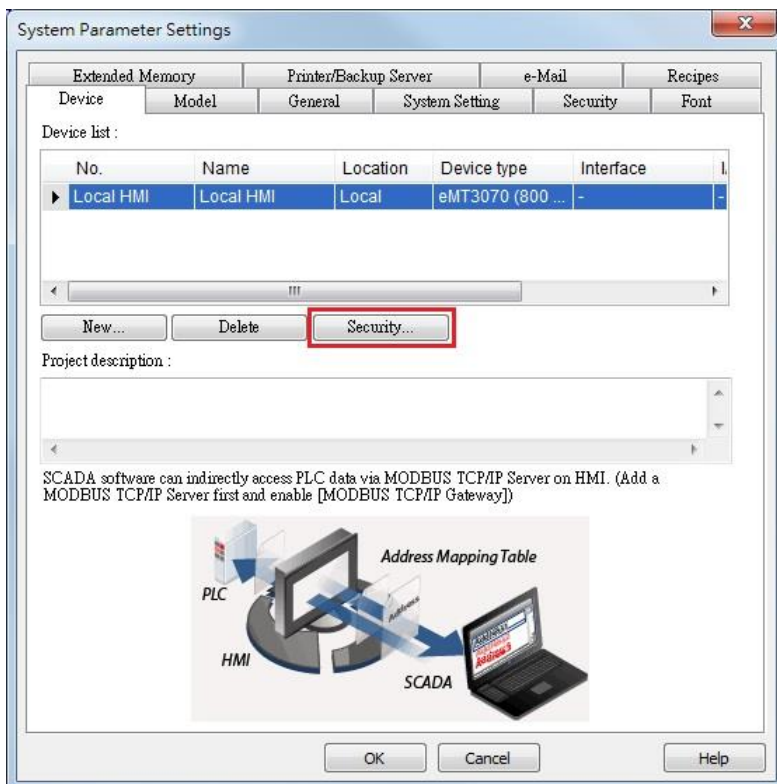 System Parameter Settings
Extended Memory Printer/Backup Server e-Mail Recipes
Device Model General System Setting Security Font
Device list :
No. Name Location Device type Interface
Local HMI Local HMI Local eMT3070 (800 ... - -
New... Delete Security...
Project description :
SCADA software can indirectly access PLC data via MODBUS TCP/IP Server on HMI. (Add a
MODBUS TCP/IP Server first and enable [MODBUS TCP/IP Gateway])
Address Mapping Table
PLC
Address
HMI
SCADA
OK Cancel Help